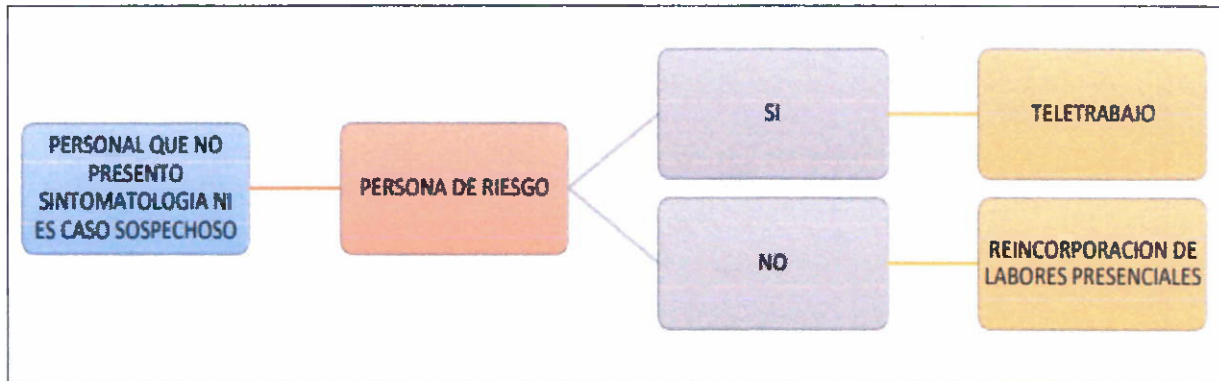 PERSONAL QUE NO
PRESENTO
SINTOMATOLOGIA NI
ES CASO SOSPECHOSO
PERSONA DE RIESGO
SI
TELETRABAJO
NO
REINCORPORACION DE
LABORES PRESENCIALES